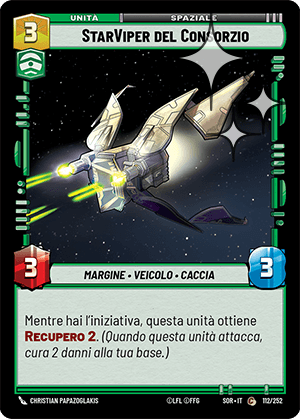 UNITÀ
SPAZIALE
3
StarViper del Consorzio
3
3
MARGINE • VEICOLO • CACCIA
Mentre hai l'iniziativa, questa unità ottiene
Recupero 2. (Quando questa unità attacca,
cura 2 danni alla tua base.)
CHRISTIAN PAPAZOGLAKIS
©LFL ©FFG
SOR • IT C 112/252